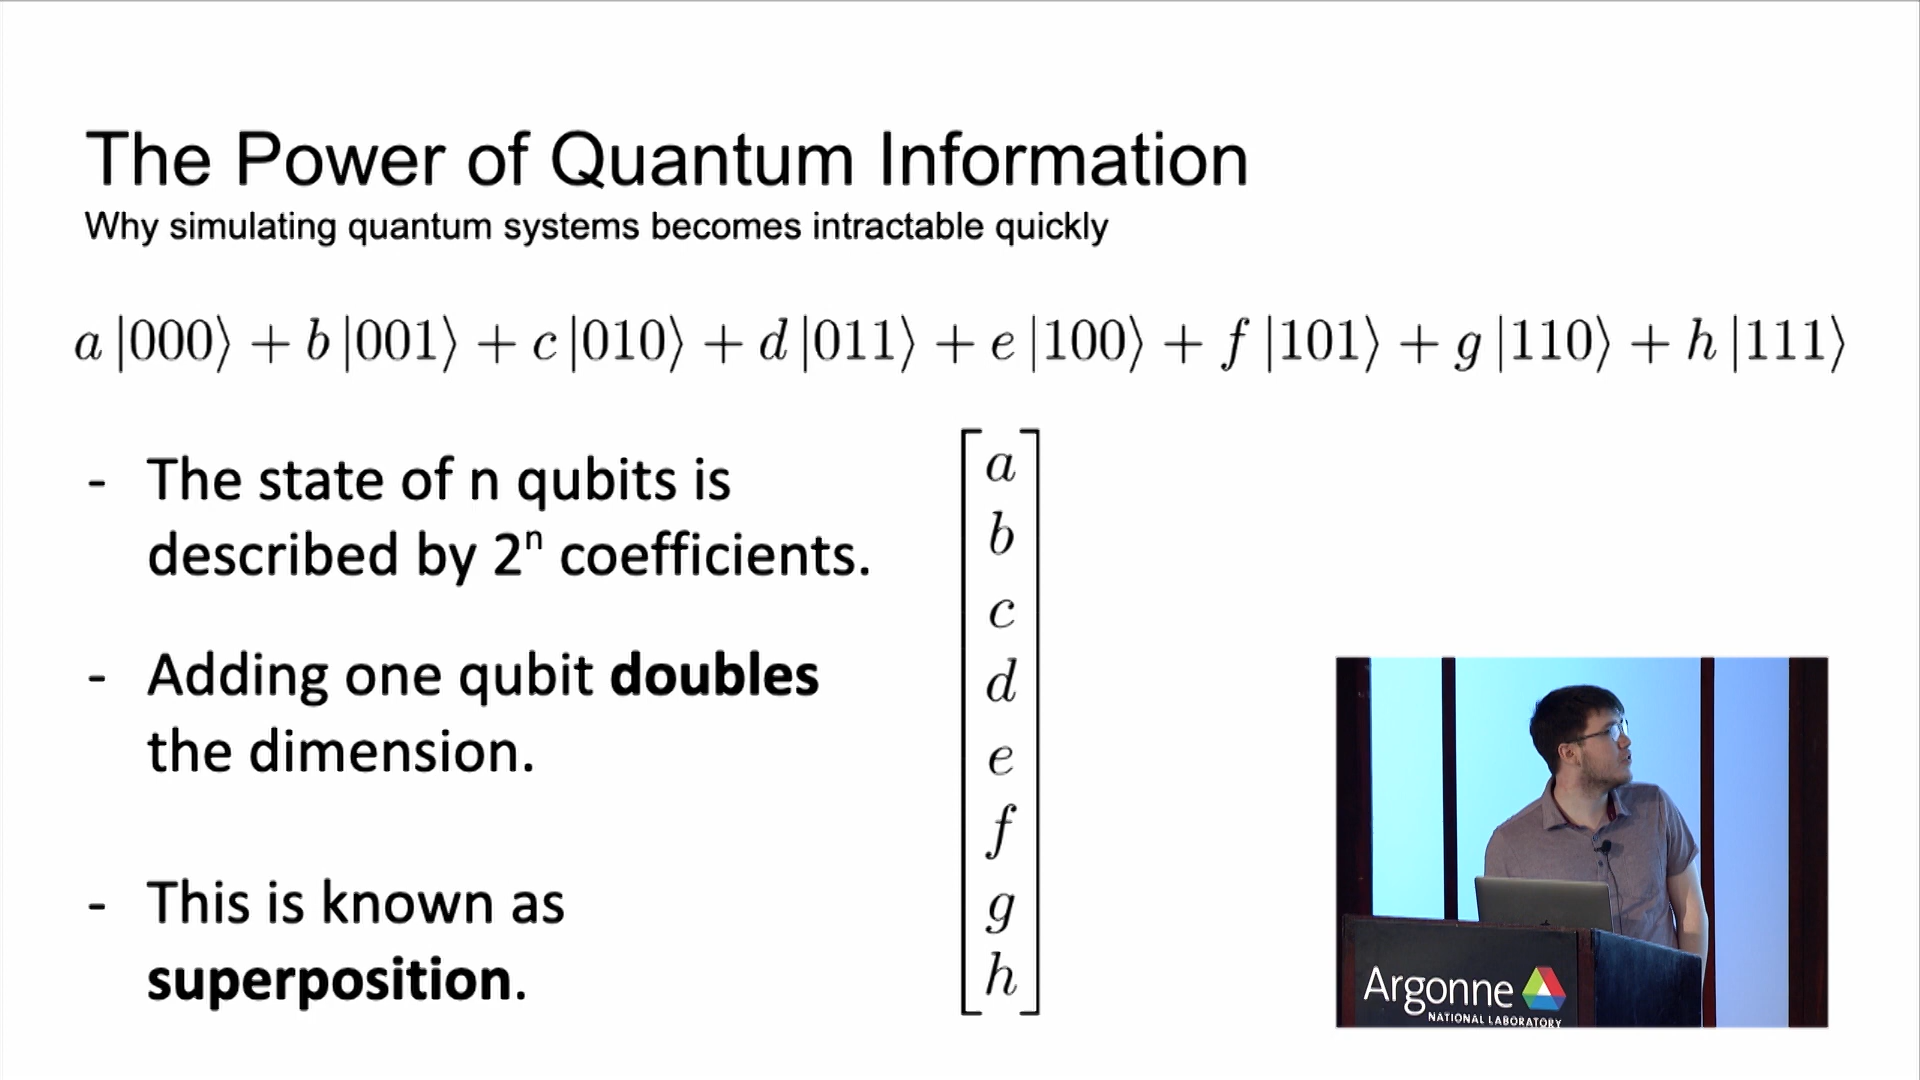 The Power of Quantum Information
Why simulating quantum systems becomes intractable quickly
a|000⟩ + b|001⟩ + c|010⟩ + d|011⟩ + e|100⟩ + f|101⟩ + g|110⟩ + h|111⟩
- The state of n qubits is
described by 2ⁿ coefficients.
- Adding one qubit doubles
the dimension.
- This is known as
superposition.
a
b
c
d
e
f
g
h
Argonne
NATIONAL LABORATORY